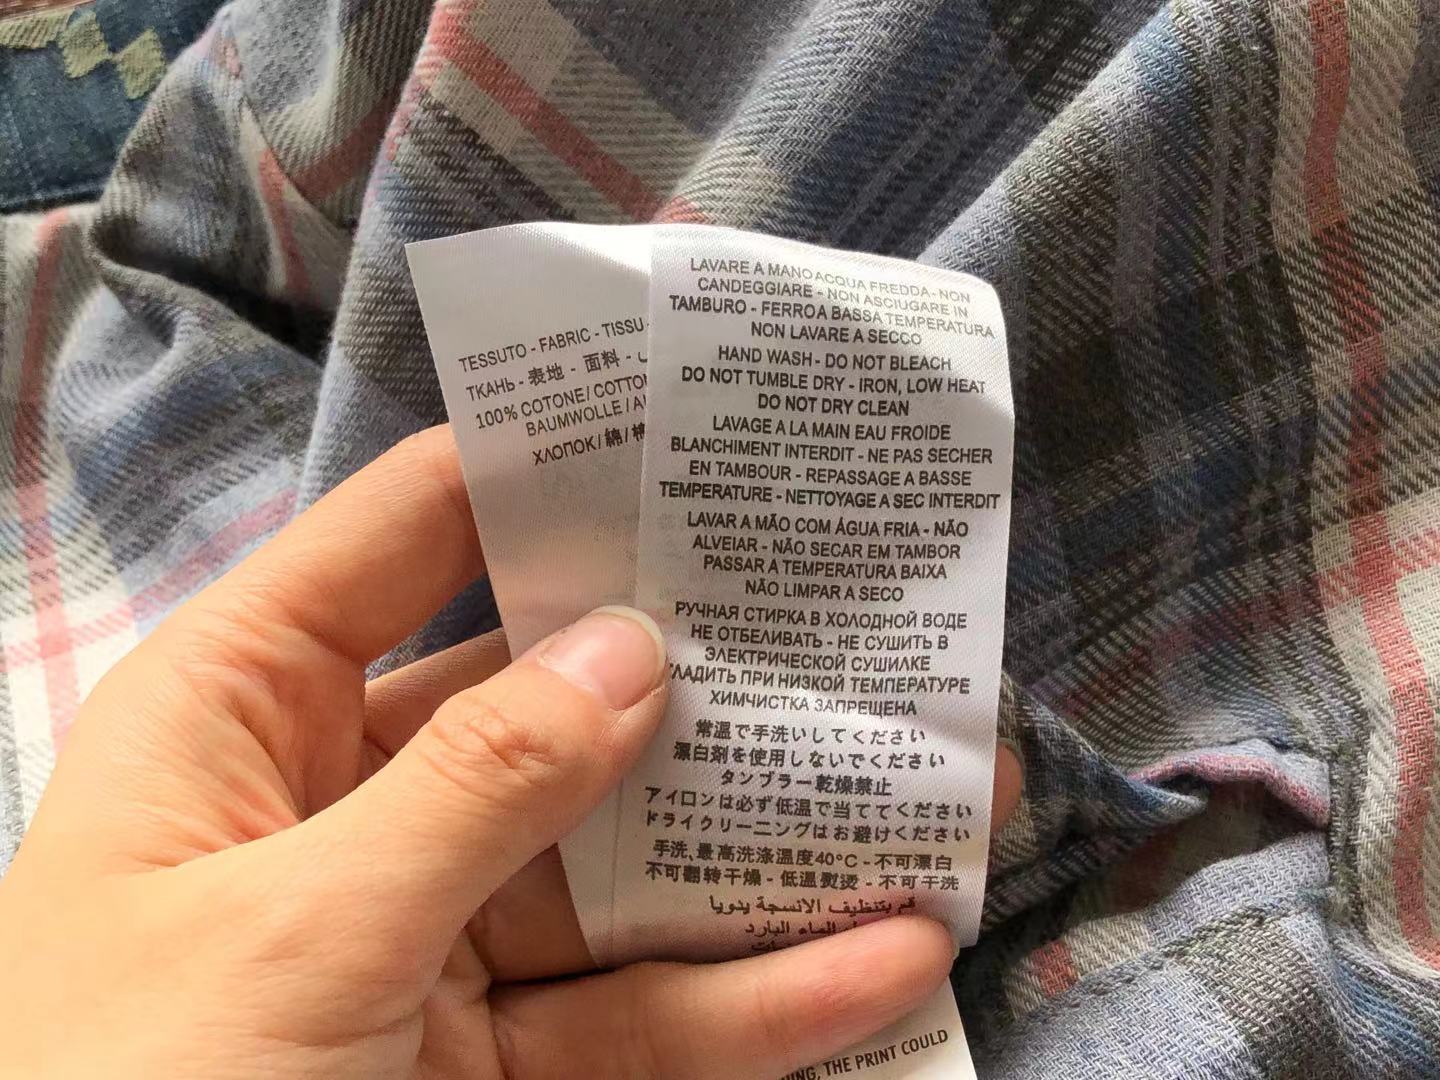 TESSUTO - FABRIC - TISSU -
ТКАНЬ - 表地 - 面料 -
100% COTONE/ COTTO
BAUMWOLLE /
ХЛОПОК/ 綿/
LAVARE A MANO ACQUA FREDDA - NON
CANDEGGIARE - NON ASCIUGARE IN
TAMBURO - FERRO A BASSA TEMPERATURA
NON LAVARE A SECCO
HAND WASH - DO NOT BLEACH
DO NOT TUMBLE DRY - IRON, LOW HEAT
DO NOT DRY CLEAN
LAVAGE A LA MAIN EAU FROIDE
BLANCHIMENT INTERDIT - NE PAS SECHER
EN TAMBOUR - REPASSAGE A BASSE
TEMPERATURE - NETTOYAGE A SEC INTERDIT
LAVAR A MÃO COM ÁGUA FRIA - NÃO
ALVEIAR - NÃO SECAR EM TAMBOR
PASSAR A TEMPERATURA BAIXA
NÃO LIMPAR A SECO
РУЧНАЯ СТИРКА В ХОЛОДНОЙ ВОДЕ
НЕ ОТБЕЛИВАТЬ - НЕ СУШИТЬ В
ЭЛЕКТРИЧЕСКОЙ СУШИЛКЕ
ГЛАДИТЬ ПРИ НИЗКОЙ ТЕМПЕРАТУРЕ
ХИМЧИСТКА ЗАПРЕЩЕНА
常温で手洗いしてください
漂白剤を使用しないでください
タンブラー乾燥禁止
アイロンは必ず低温で当ててください
ドライクリーニングはお避けください
手洗、最高洗涤温度40°C - 不可漂白
不可翻转干燥 - 低温熨烫 - 不可干洗
قم بتنظيف الانسجة يدويا
الماء البارد
THE PRINT COULD